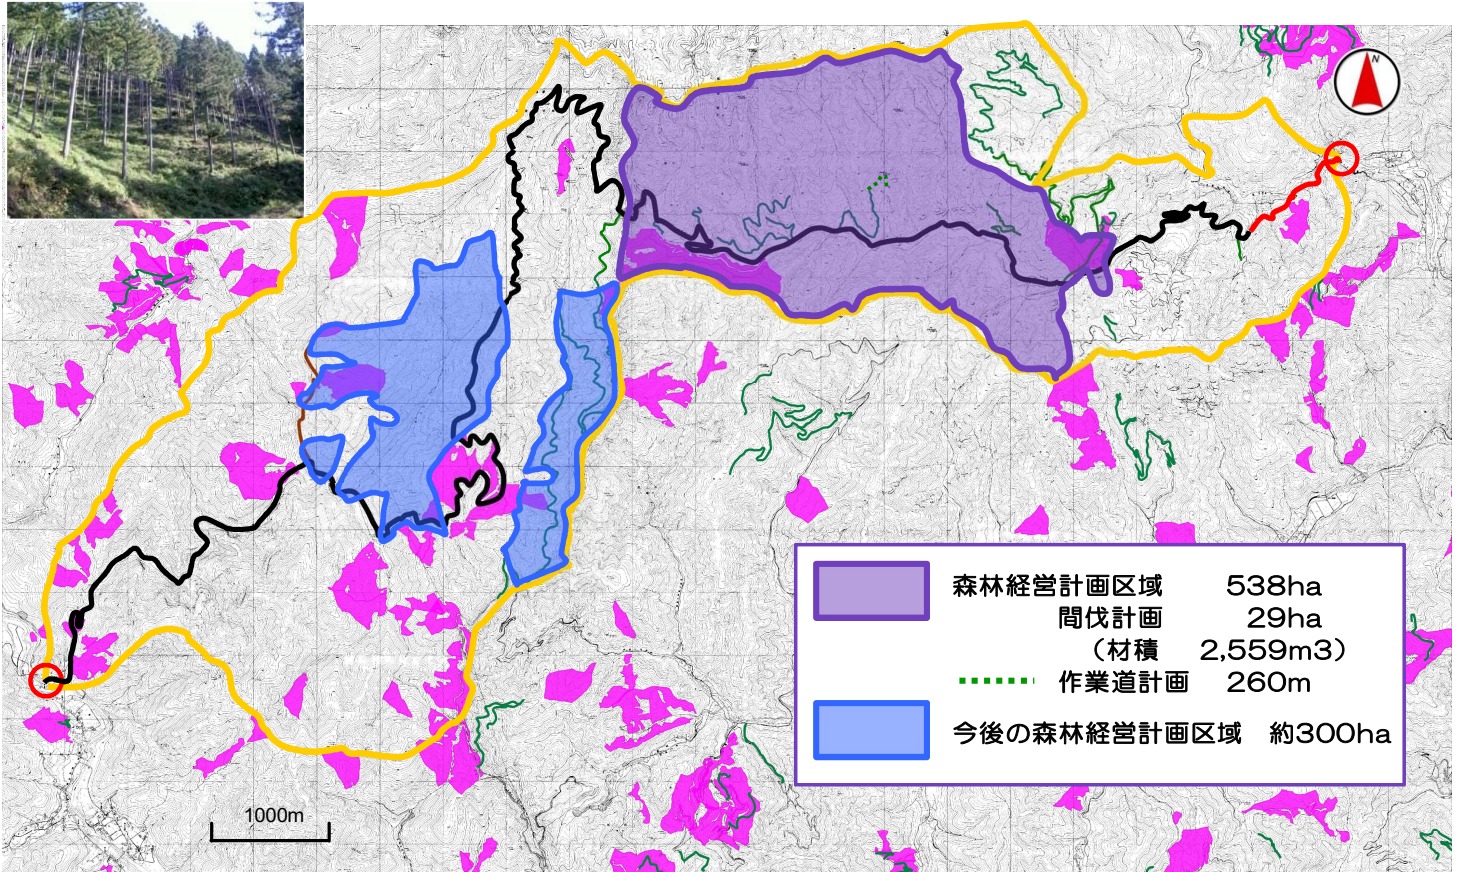 N
森林経営計画区域 538ha
間伐計画 29ha
（材積 2,559m3）
作業道計画 260m
今後の森林経営計画区域 約300ha
1000m